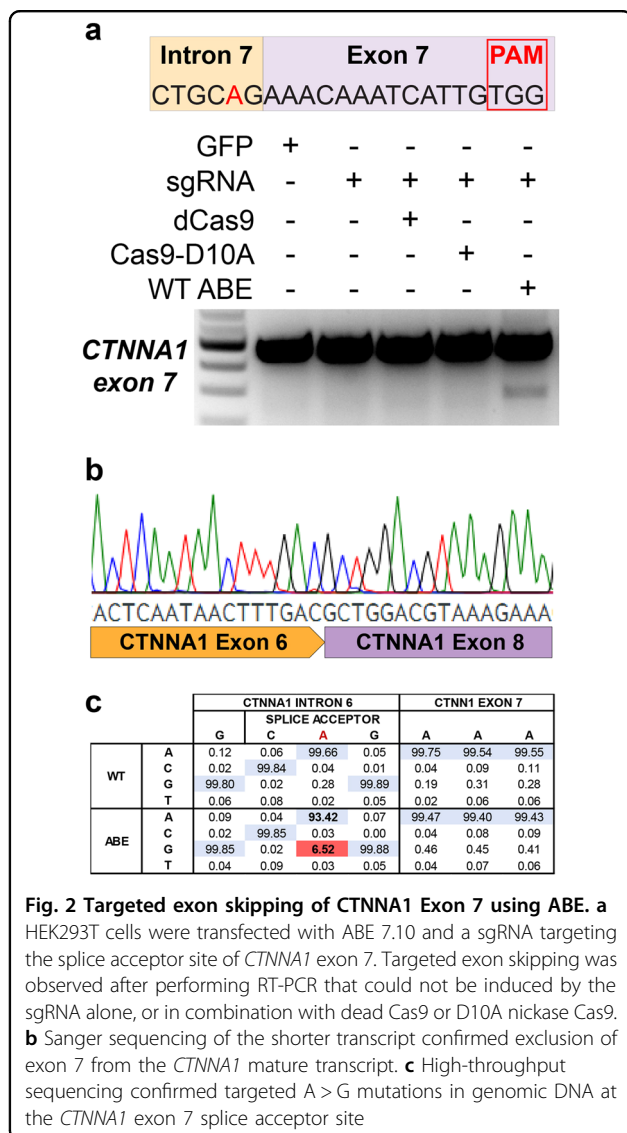 a
Intron 7 Exon 7 PAM
CTGCAGAAACAAATCATTGTGG
GFP + - - - -
sgRNA - + + + +
dCas9 - - + - -
Cas9-D10A - - - + -
WT ABE - - - - +
CTNNA1
exon 7
b
ACTCAATAACTTTGACGCTGGACGTAAAGAAA
CTNNA1 Exon 6 CTNNA1 Exon 8
c
CTNNA1 INTRON 6 CTNN1 EXON 7
SPLICE ACCEPTOR
G C A G A A A
WT A 0.12 0.06 99.66 0.05 99.75 99.54 99.55
C 0.02 99.84 0.04 0.01 0.04 0.09 0.11
G 99.80 0.02 0.28 99.89 0.19 0.31 0.28
T 0.06 0.08 0.02 0.05 0.02 0.06 0.06
ABE A 0.09 0.04 93.42 0.07 99.47 99.40 99.43
C 0.02 99.85 0.03 0.00 0.04 0.08 0.09
G 99.85 0.02 6.52 99.88 0.46 0.45 0.41
T 0.04 0.09 0.03 0.05 0.04 0.07 0.06
Fig. 2 Targeted exon skipping of CTNNA1 Exon 7 using ABE. a
HEK293T cells were transfected with ABE 7.10 and a sgRNA targeting
the splice acceptor site of CTNNA1 exon 7. Targeted exon skipping was
observed after performing RT-PCR that could not be induced by the
sgRNA alone, or in combination with dead Cas9 or D10A nickase Cas9.
b Sanger sequencing of the shorter transcript confirmed exclusion of
exon 7 from the CTNNA1 mature transcript. c High-throughput
sequencing confirmed targeted A > G mutations in genomic DNA at
the CTNNA1 exon 7 splice acceptor site